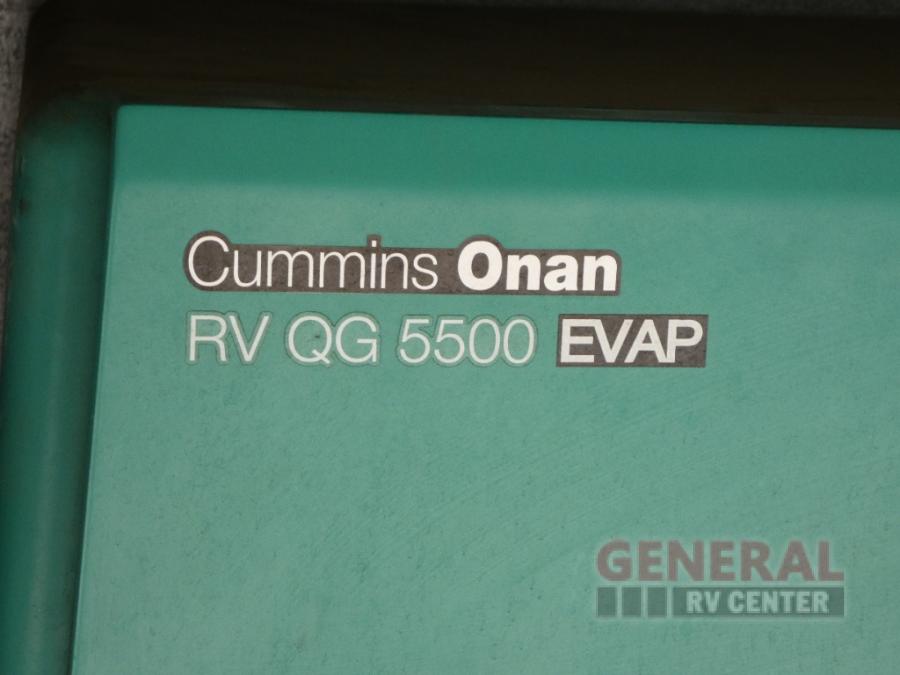 Cummins Onan
RV QG 5500 EVAP
GENERAL
RV CENTER